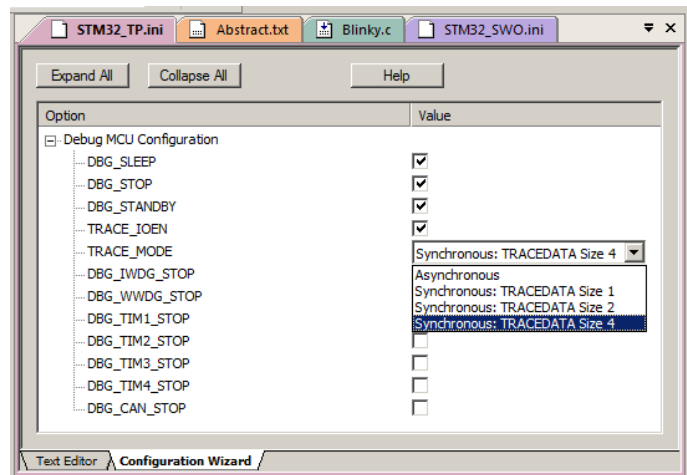 STM32_TP.ini Abstract.txt Blinky.c STM32_SWO.ini
Expand All Collapse All Help
Option Value
Debug MCU Configuration
DBG_SLEEP
DBG_STOP
DBG_STANDBY
TRACE_IOEN
TRACE_MODE Synchronous: TRACEDATA Size 4
DBG_IWDG_STOP Asynchronous
DBG_WWDG_STOP Synchronous: TRACEDATA Size 1
Synchronous: TRACEDATA Size 2
DBG_TIM1_STOP Synchronous: TRACEDATA Size 4
DBG_TIM2_STOP
DBG_TIM3_STOP
DBG_TIM4_STOP
DBG_CAN_STOP
Text Editor Configuration Wizard